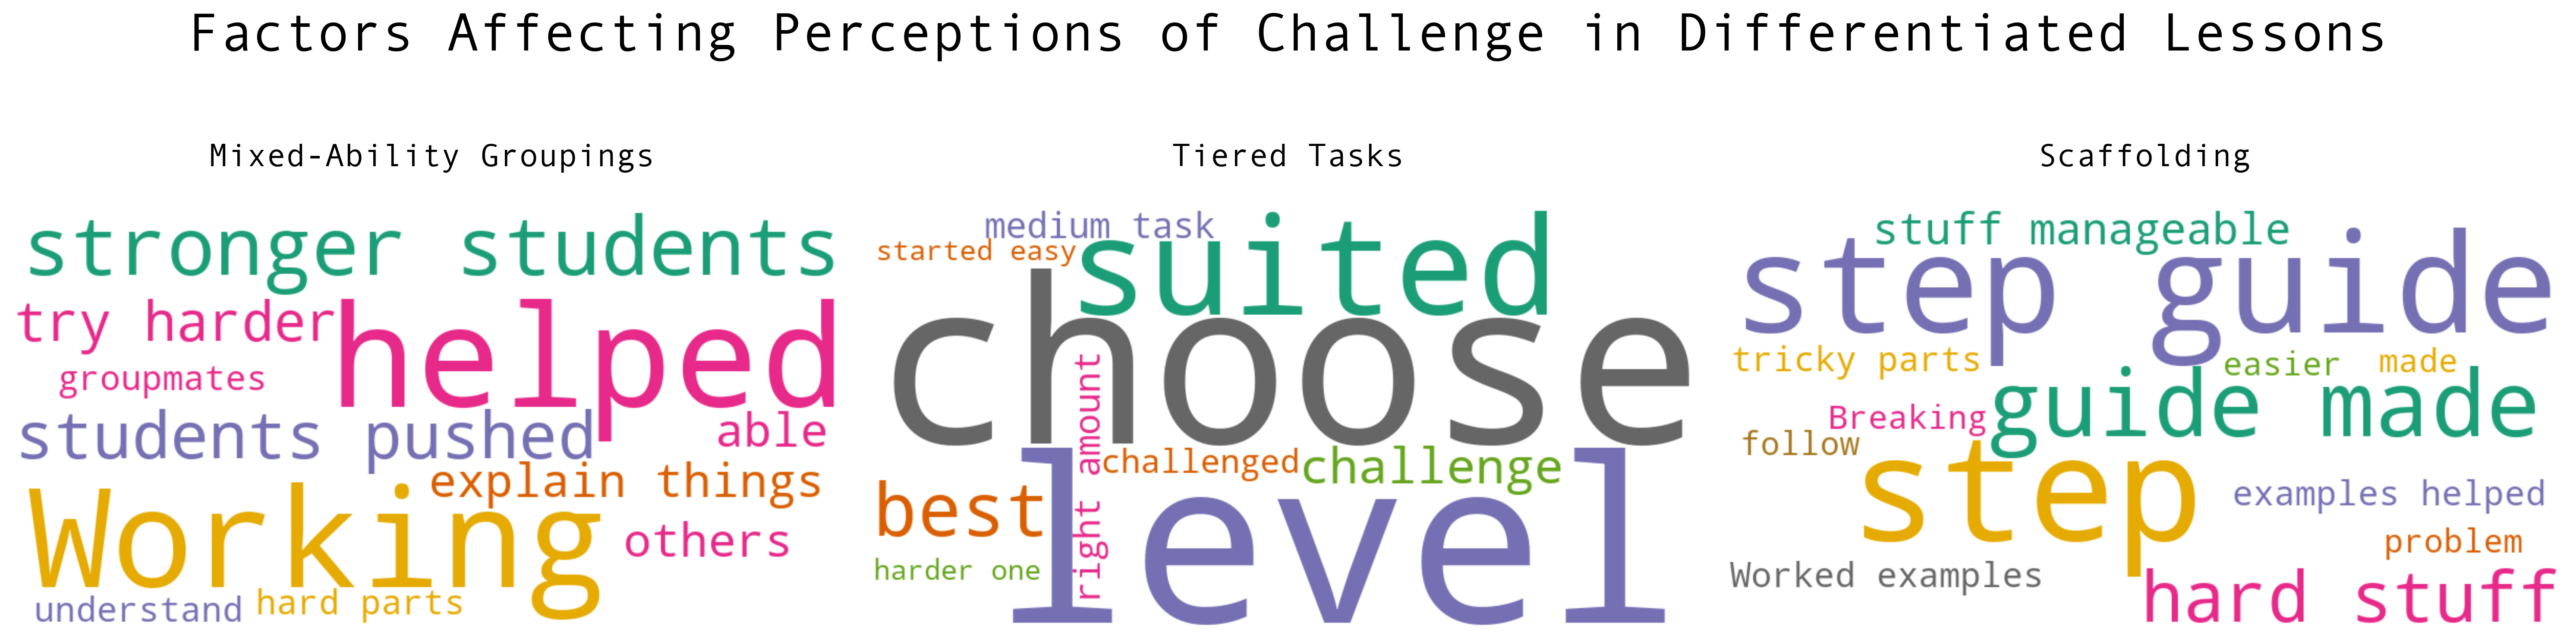 Factors Affecting Perceptions of Challenge in Differentiated Lessons
Mixed-Ability Groupings
stronger students
try harder
helped
groupmates
students pushed
able
explain things
Working
others
understand
hard parts
Tiered Tasks
medium task
started easy
suited
choose
right amount
challenged
challenge
best
level
harder one
Scaffolding
stuff manageable
step guide
tricky parts
easier
made
Breaking
guide made
follow
step
examples helped
problem
Worked examples
hard stuff